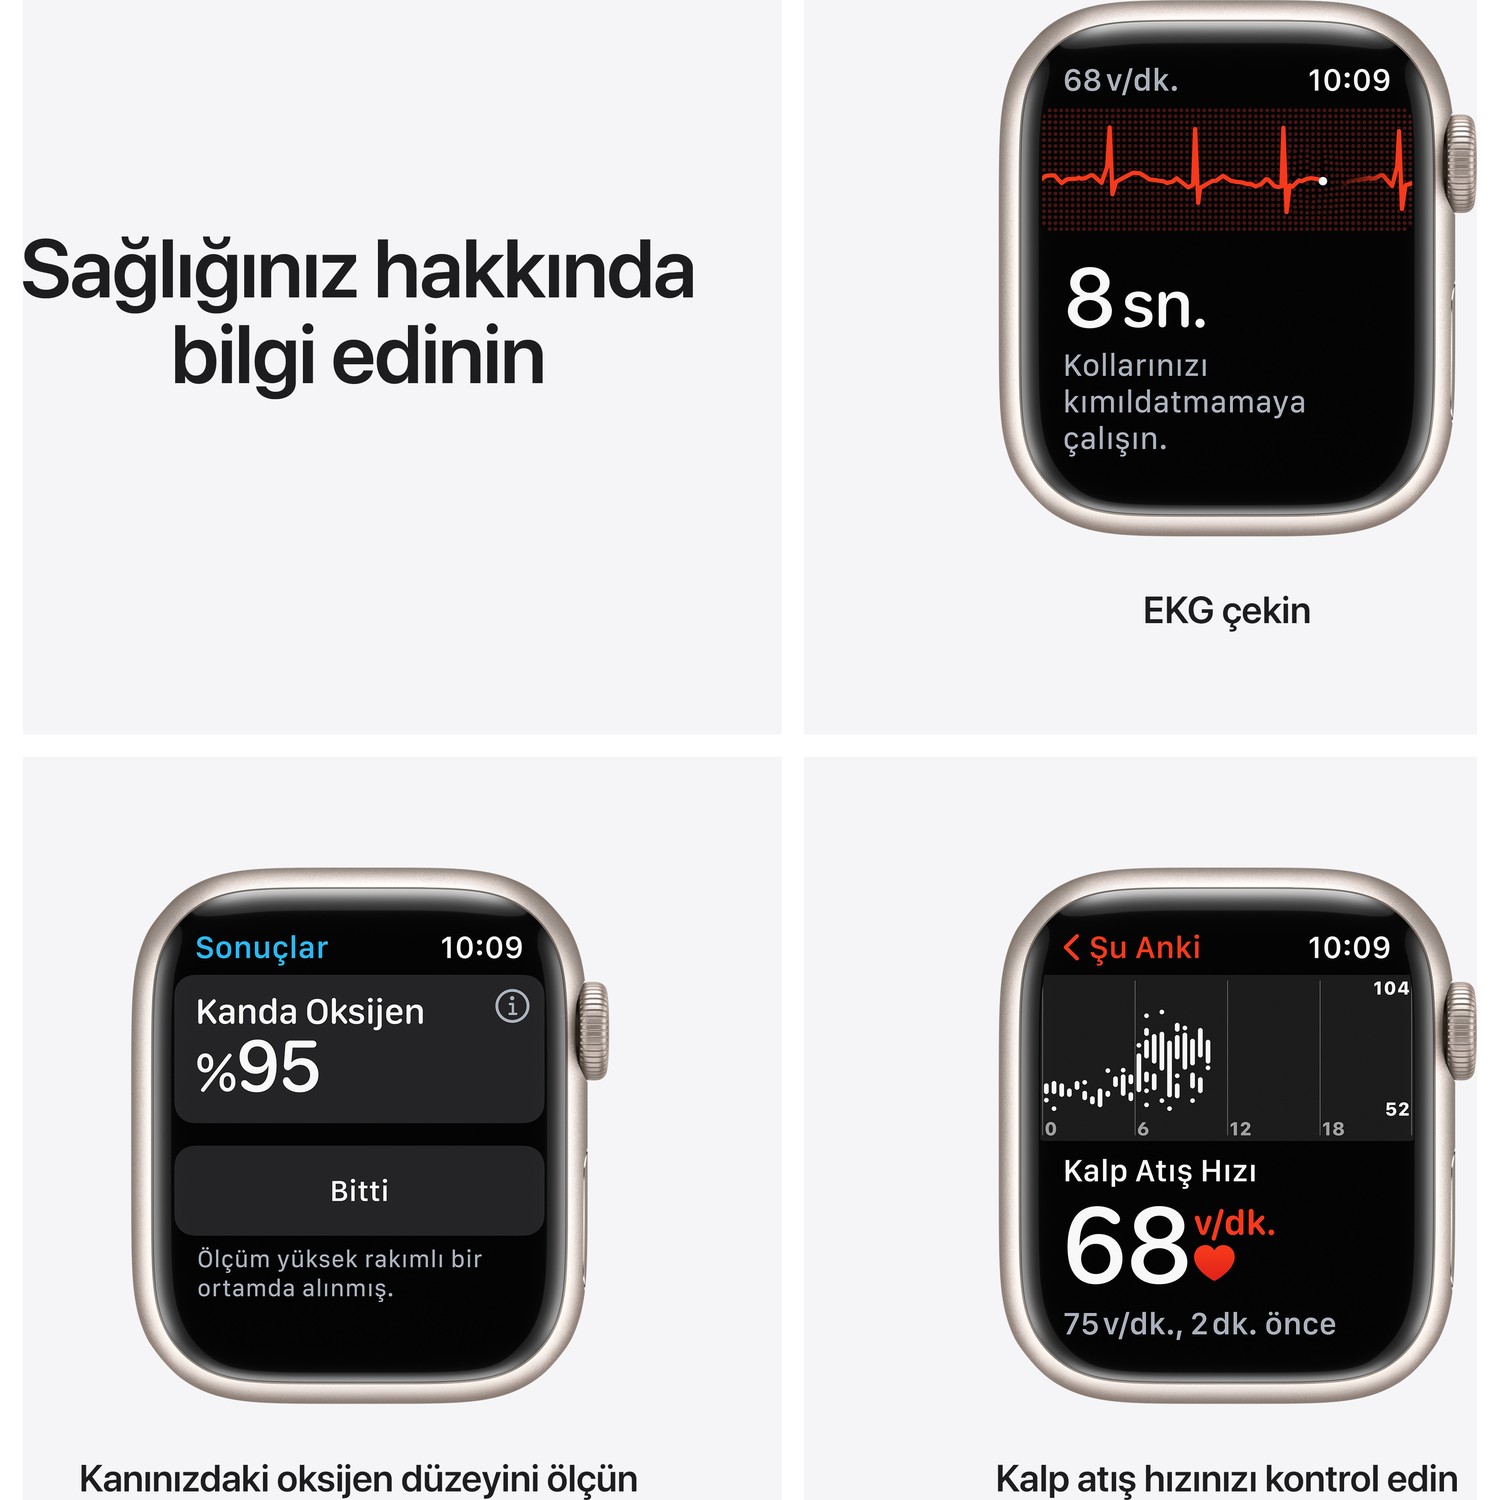 Sağlığınız hakkında
bilgi edinin
68 v/dk. 10:09
8 sn.
Kollarınızı
kımıldatmamaya
çalışın.
EKG çekin
Sonuçlar 10:09
Kanda Oksijen
%95
Bitti
Ölçüm yüksek rakımlı bir
ortamda alınmış.
Kanınızdaki oksijen düzeyini ölçün
Şu Anki 10:09
104
52
0 6 12 18
Kalp Atış Hızı
68 v/dk.
75 v/dk., 2 dk. önce
Kalp atış hızınızı kontrol edin